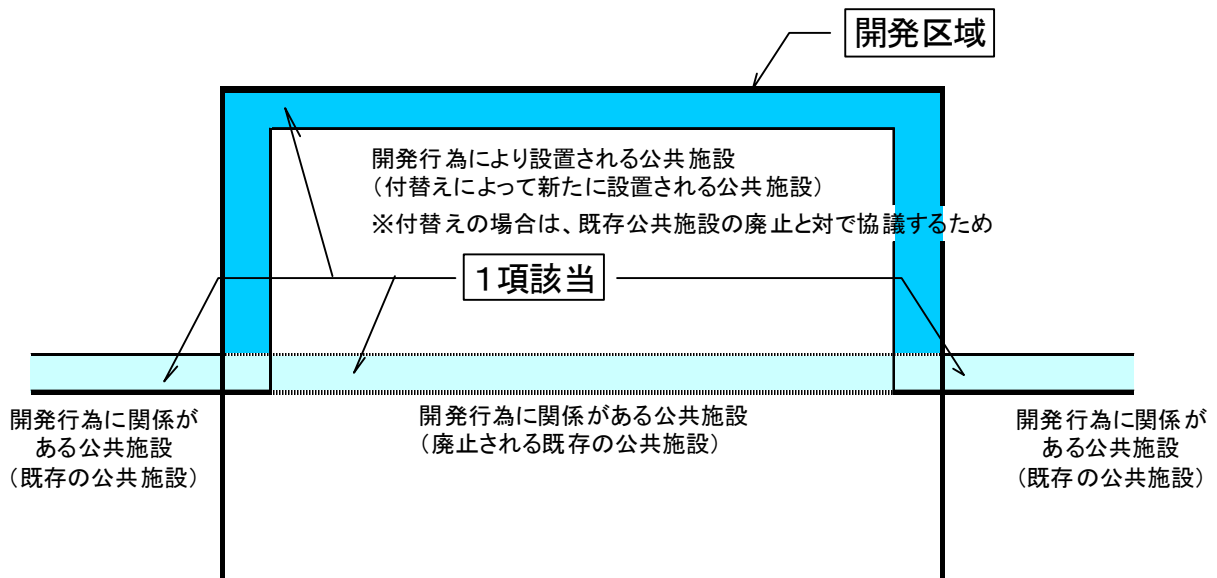 開発区域
開発行為により設置される公共施設
（付替えによって新たに設置される公共施設）
※付替えの場合は、既存公共施設の廃止と対で協議するため
１項該当
開発行為に関係が
ある公共施設
（既存の公共施設）
開発行為に関係がある公共施設
（廃止される既存の公共施設）
開発行為に関係が
ある公共施設
（既存の公共施設）